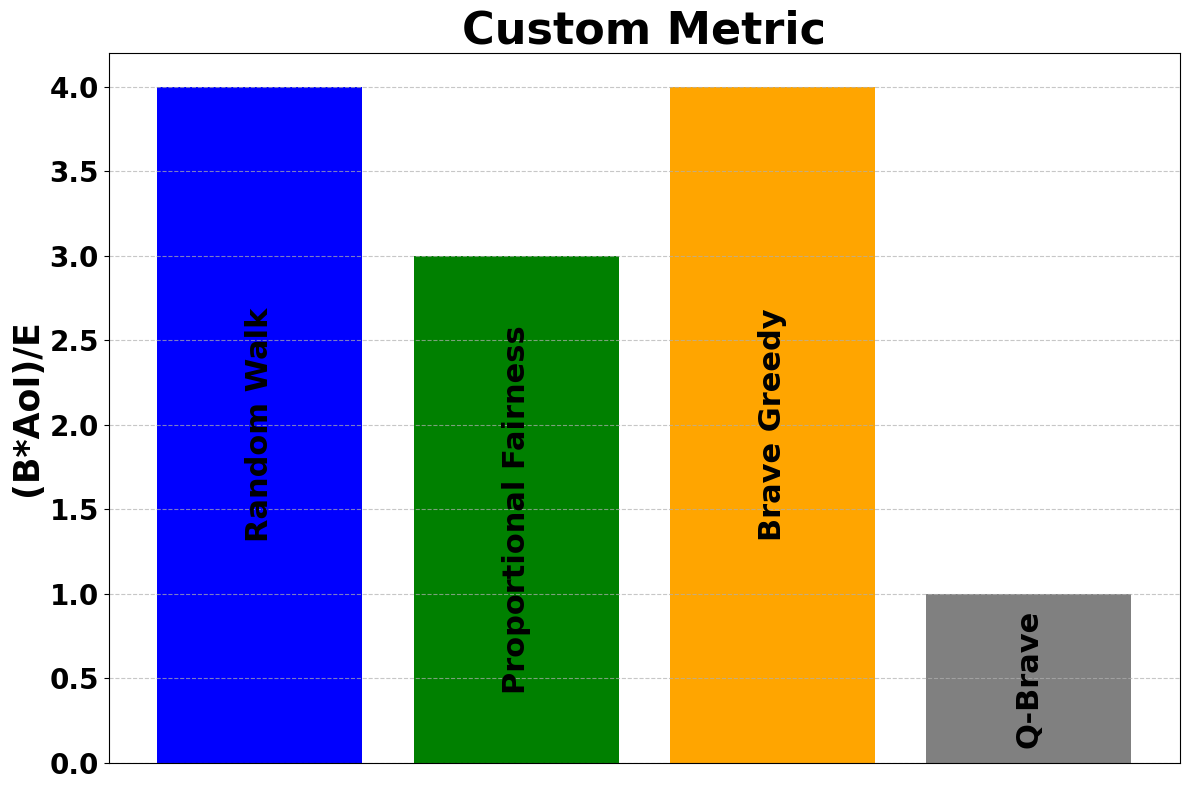 Custom Metric
(B*AoI)/E
4.0
3.5
3.0
2.5
2.0
1.5
1.0
0.5
0.0
Random Walk
Proportional Fairness
Brave Greedy
Q-Brave